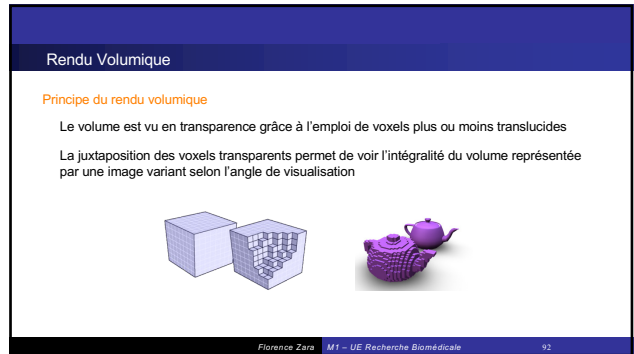 Rendu Volumique
Principe du rendu volumique
Le volume est vu en transparence grâce à l'emploi de voxels plus ou moins translucides
La juxtaposition des voxels transparents permet de voir l'intégralité du volume représentée
par une image variant selon l'angle de visualisation
Florence Zara M1 – UE Recherche Biomédicale 92